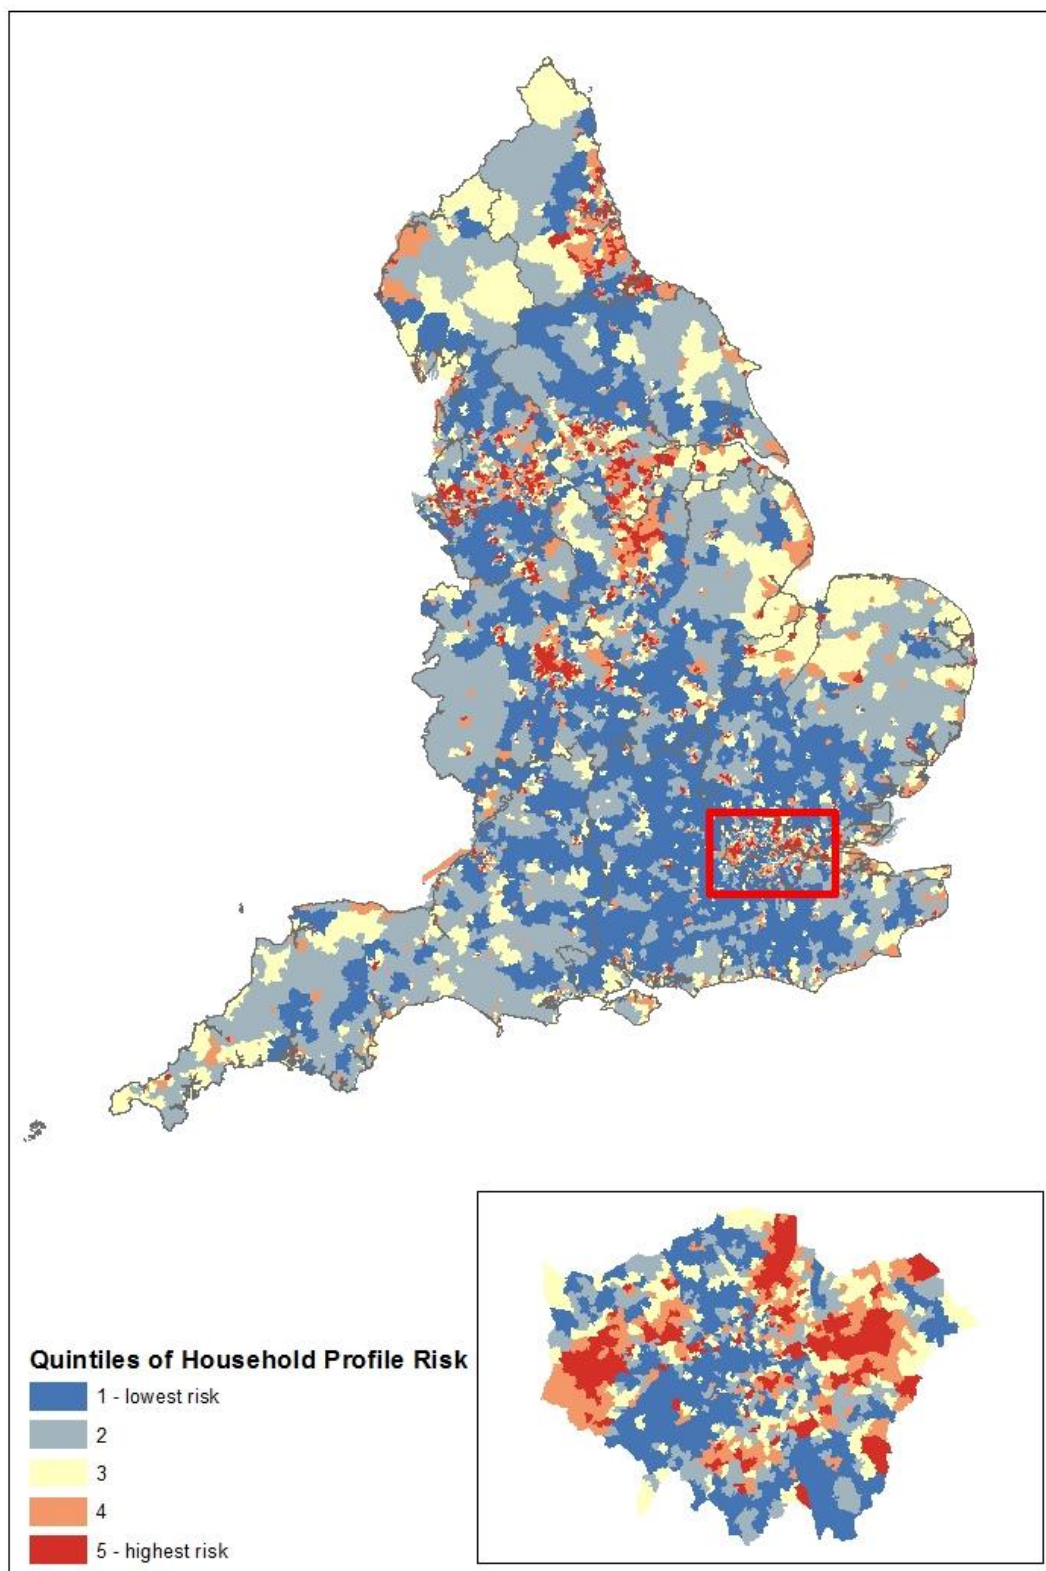 Quintiles of Household Profile Risk
1 - lowest risk
2
3
4
5 - highest risk